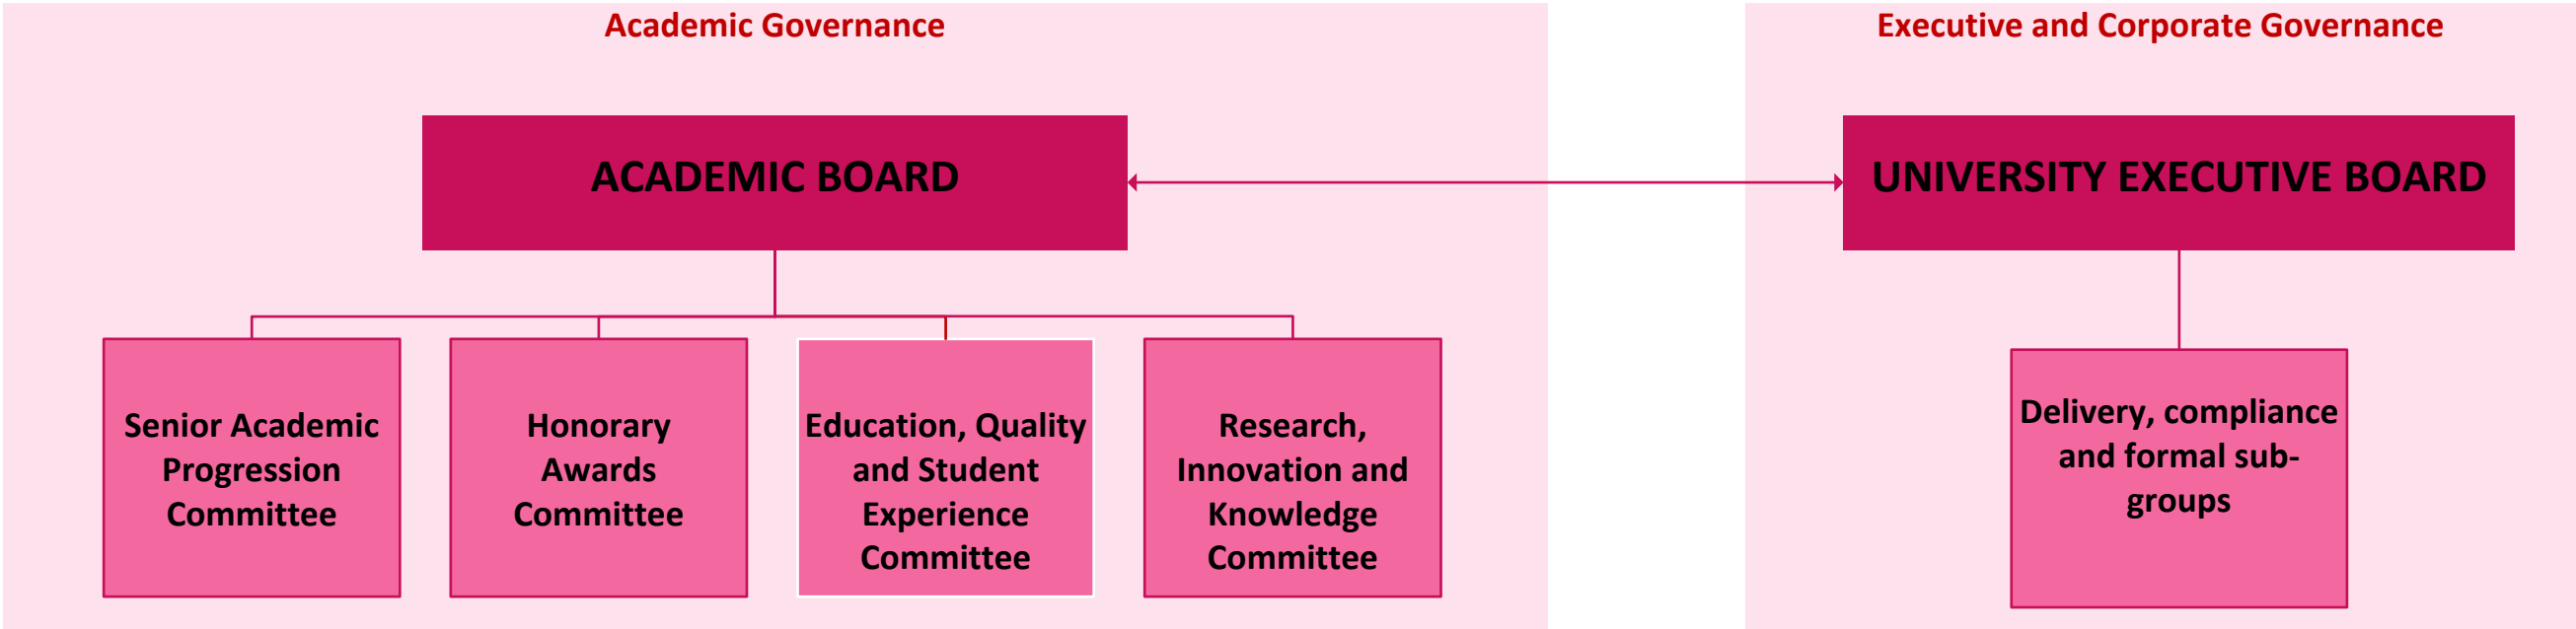 Academic Governance
Executive and Corporate Governance
ACADEMIC BOARD
UNIVERSITY EXECUTIVE BOARD
Senior Academic
Progression
Committee
Honorary
Awards
Committee
Education, Quality
and Student
Experience
Committee
Research,
Innovation and
Knowledge
Committee
Delivery, compliance
and formal sub-
groups